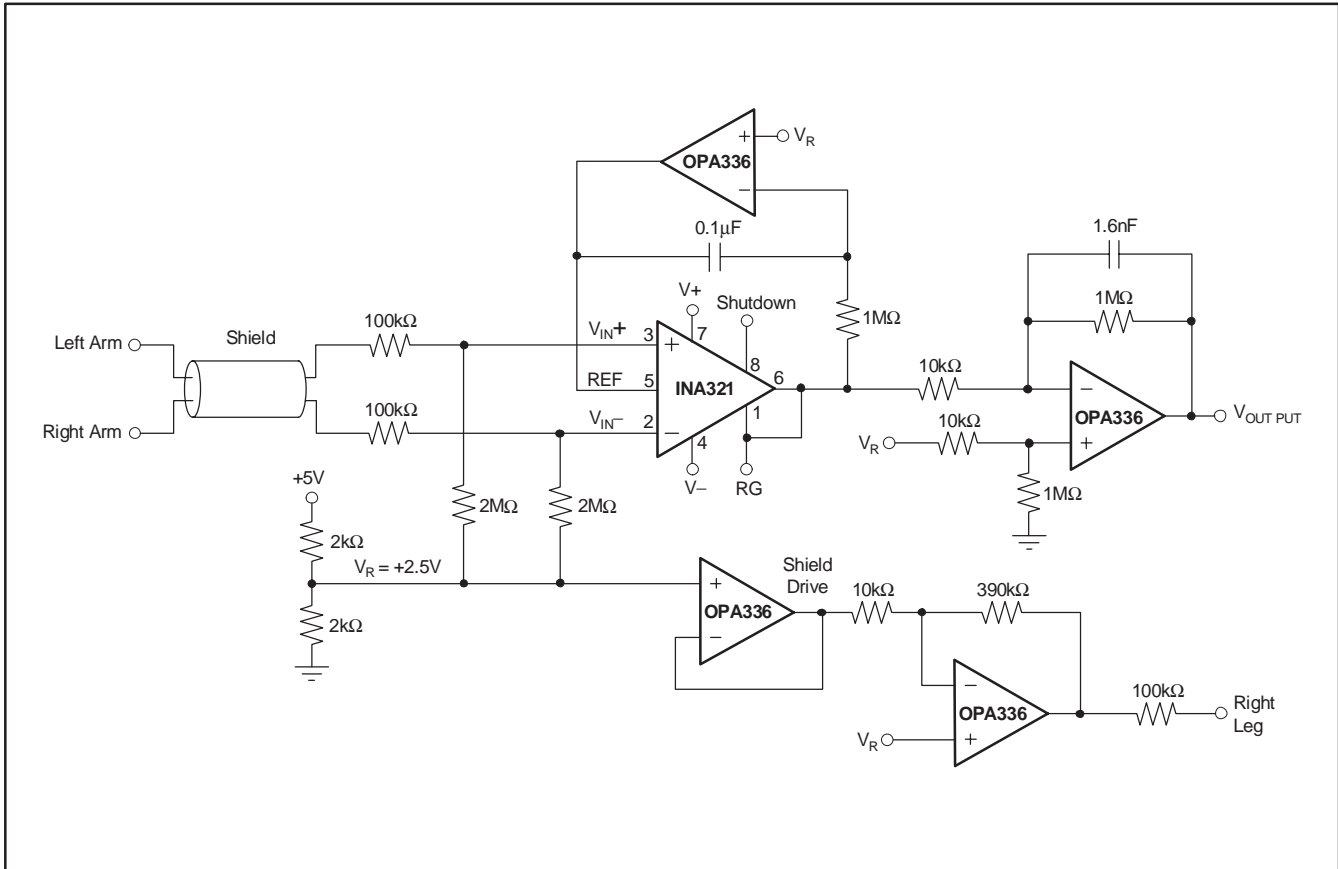 OPA336
+
−
V_R
0.1μF
1.6nF
1MΩ
V+
Shutdown
1MΩ
Left Arm
Shield
100kΩ
V_IN+
3
+
7
8
REF
5
INA321
6
10kΩ
−
OPA336
V_OUT PUT
Right Arm
100kΩ
V_IN−
2
−
4
1
V_R
10kΩ
+
V−
RG
1MΩ
+5V
2kΩ
2MΩ
2MΩ
V_R = +2.5V
2kΩ
+
OPA336
−
Shield
Drive
10kΩ
390kΩ
−
OPA336
V_R
+
100kΩ
Right
Leg